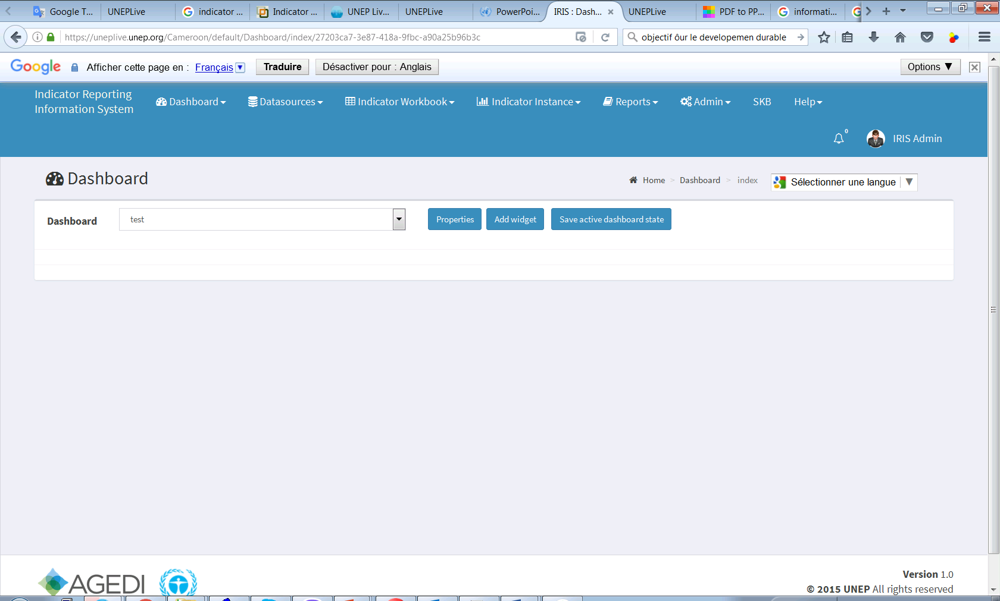 Google T...
UNEPLive
indicator ...
Indicator ...
UNEP Liv...
UNEPLive
PowerPoi...
IRIS : Dash...
UNEPLive
PDF to PP...
informati...
https://uneplive.unep.org/Cameroon/default/Dashboard/index/27203ca7-3e87-418a-9fbc-a90a25b96b3c
objectif ôur le developemen durable
Google
Afficher cette page en : Français
Traduire
Désactiver pour : Anglais
Options ▼
Indicator Reporting
Information System
Dashboard
Datasources
Indicator Workbook
Indicator Instance
Reports
Admin
SKB
Help
0
IRIS Admin
Dashboard
Home > Dashboard > index
Sélectionner une langue ▼
Dashboard
test
Properties
Add widget
Save active dashboard state
AGEDI
Version 1.0
© 2015 UNEP All rights reserved